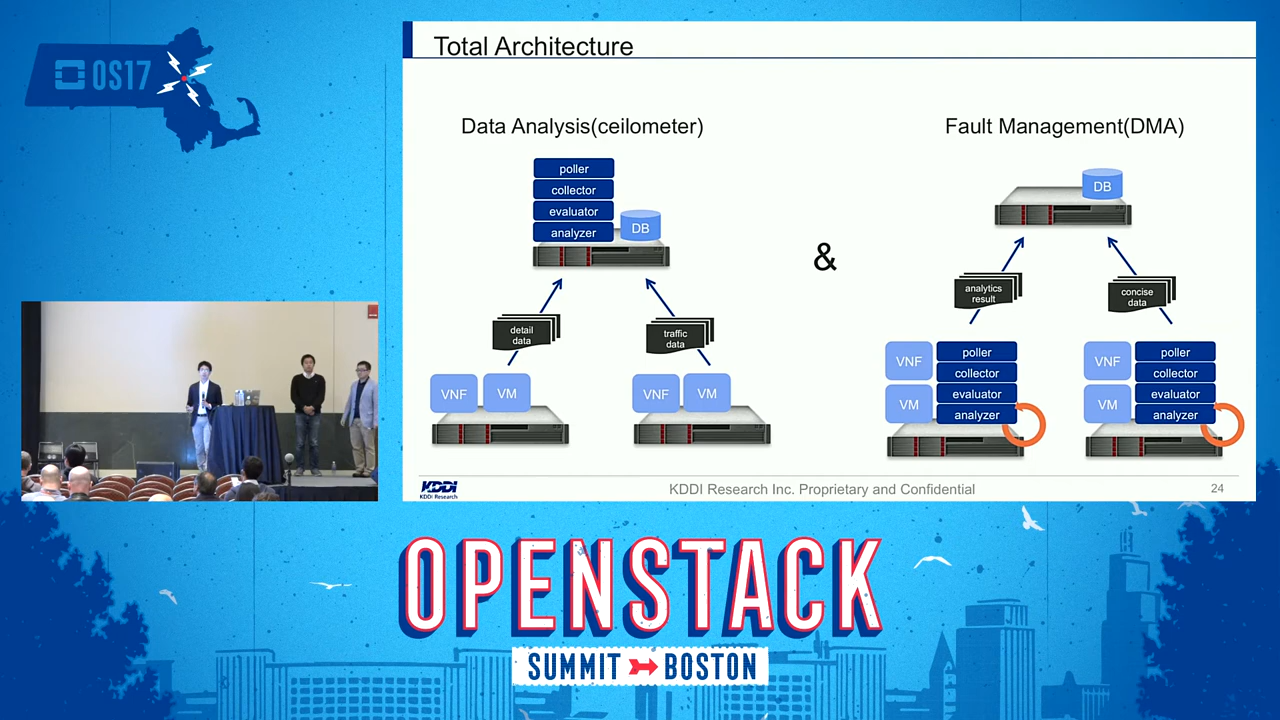 OS17
Total Architecture
Data Analysis(ceilometer)
poller
collector
evaluator
analyzer
DB
detail
data
traffic
data
VNF
VM
VNF
VM
&
Fault Management(DMA)
DB
analytics
result
concise
data
VNF
VM
poller
collector
evaluator
analyzer
VNF
VM
poller
collector
evaluator
analyzer
KDDI
KDDI Research
KDDI Research Inc. Proprietary and Confidential
24
OPENSTACK
SUMMIT BOSTON